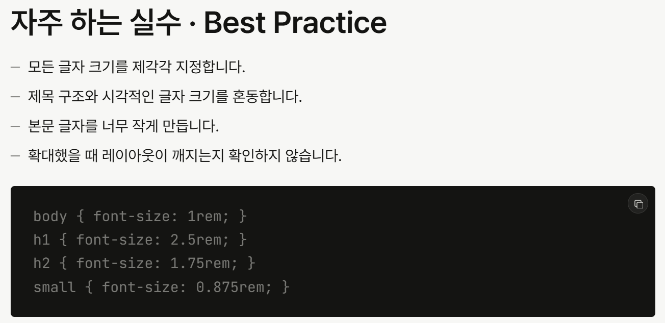 자주 하는 실수 · Best Practice
— 모든 글자 크기를 제각각 지정합니다.
— 제목 구조와 시각적인 글자 크기를 혼동합니다.
— 본문 글자를 너무 작게 만듭니다.
— 확대했을 때 레이아웃이 깨지는지 확인하지 않습니다.
body { font-size: 1rem; }
h1 { font-size: 2.5rem; }
h2 { font-size: 1.75rem; }
small { font-size: 0.875rem; }